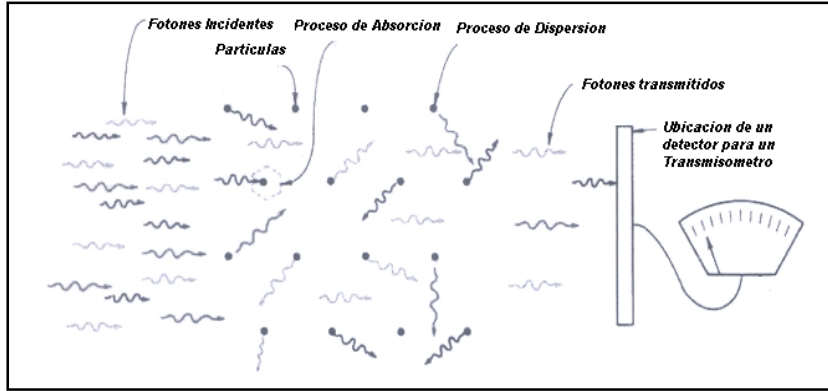 Fotones Incidentes
Proceso de Absorcion
Proceso de Dispersion
Particulas
Fotones transmitidos
Ubicacion de un
detector para un
Transmisometro